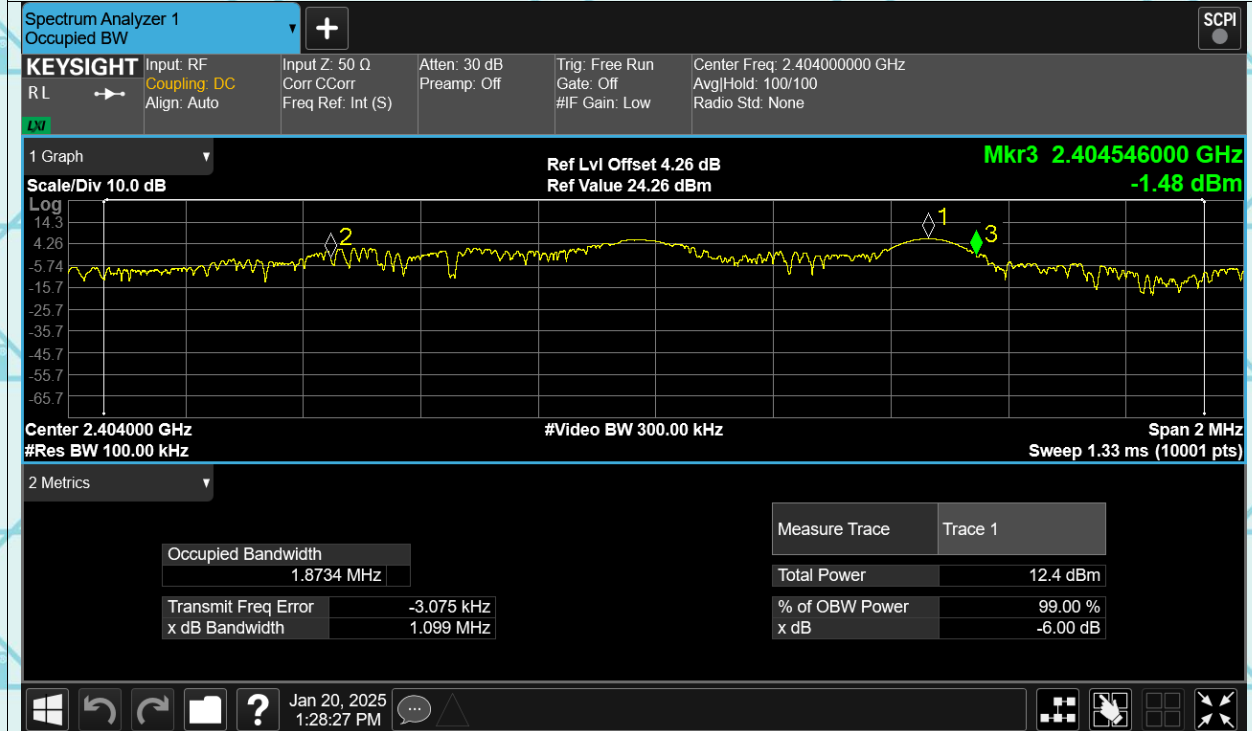 Spectrum Analyzer 1
Occupied BW
SCPI
KEYSIGHT
RL
LXI
Input: RF
Coupling: DC
Align: Auto
Input Z: 50 Ω
Corr CCorr
Freq Ref: Int (S)
Atten: 30 dB
Preamp: Off
Trig: Free Run
Gate: Off
#IF Gain: Low
Center Freq: 2.404000000 GHz
Avg|Hold: 100/100
Radio Std: None
1 Graph
Scale/Div 10.0 dB
Ref Lvl Offset 4.26 dB
Ref Value 24.26 dBm
Mkr3 2.404546000 GHz
-1.48 dBm
Log
14.3
4.26
-5.74
-15.7
-25.7
-35.7
-45.7
-55.7
-65.7
2
1
3
Center 2.404000 GHz
#Video BW 300.00 kHz
Span 2 MHz
#Res BW 100.00 kHz
Sweep 1.33 ms (10001 pts)
2 Metrics
Occupied Bandwidth
1.8734 MHz
Transmit Freq Error -3.075 kHz
x dB Bandwidth 1.099 MHz
Measure Trace Trace 1
Total Power 12.4 dBm
% of OBW Power 99.00 %
x dB -6.00 dB
?
Jan 20, 2025
1:28:27 PM